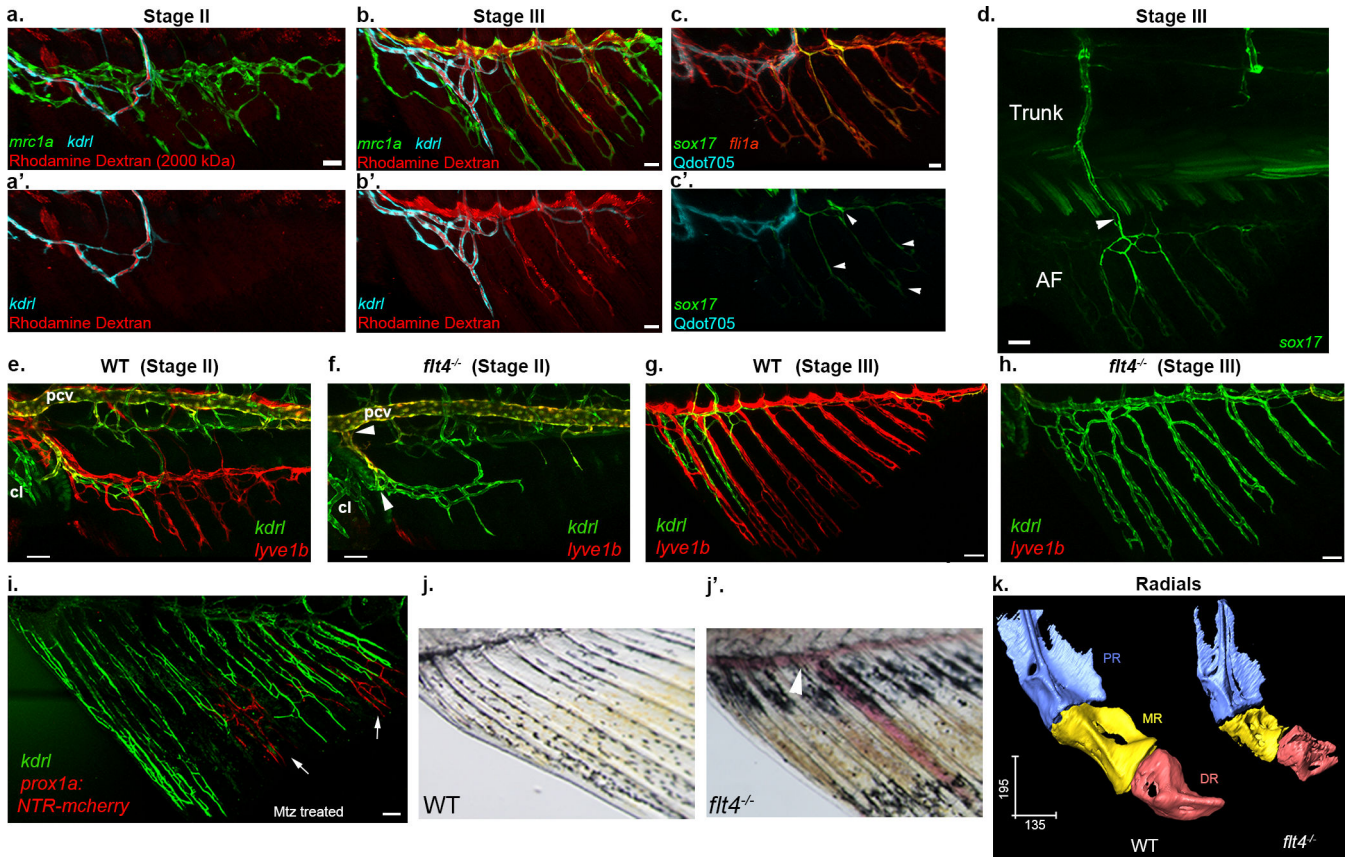 a. Stage II
mrc1a kdrl
Rhodamine Dextran (2000 kDa)
a'.
kdrl
Rhodamine Dextran
b. Stage III
mrc1a kdrl
Rhodamine Dextran
b'.
kdrl
Rhodamine Dextran
c.
sox17 fli1a
Qdot705
c'.
sox17
Qdot705
d. Stage III
Trunk
AF
sox17
e. WT (Stage II)
pcv
cl
kdrl
lyve1b
f. flt4-/- (Stage II)
pcv
cl
kdrl
lyve1b
g. WT (Stage III)
kdrl
lyve1b
h. flt4-/- (Stage III)
kdrl
lyve1b
i.
kdrl
prox1a:
NTR-mcherry
Mtz treated
j.
WT
j’.
flt4-/-
k. Radials
PR
MR
DR
195
135
WT
flt4-/-